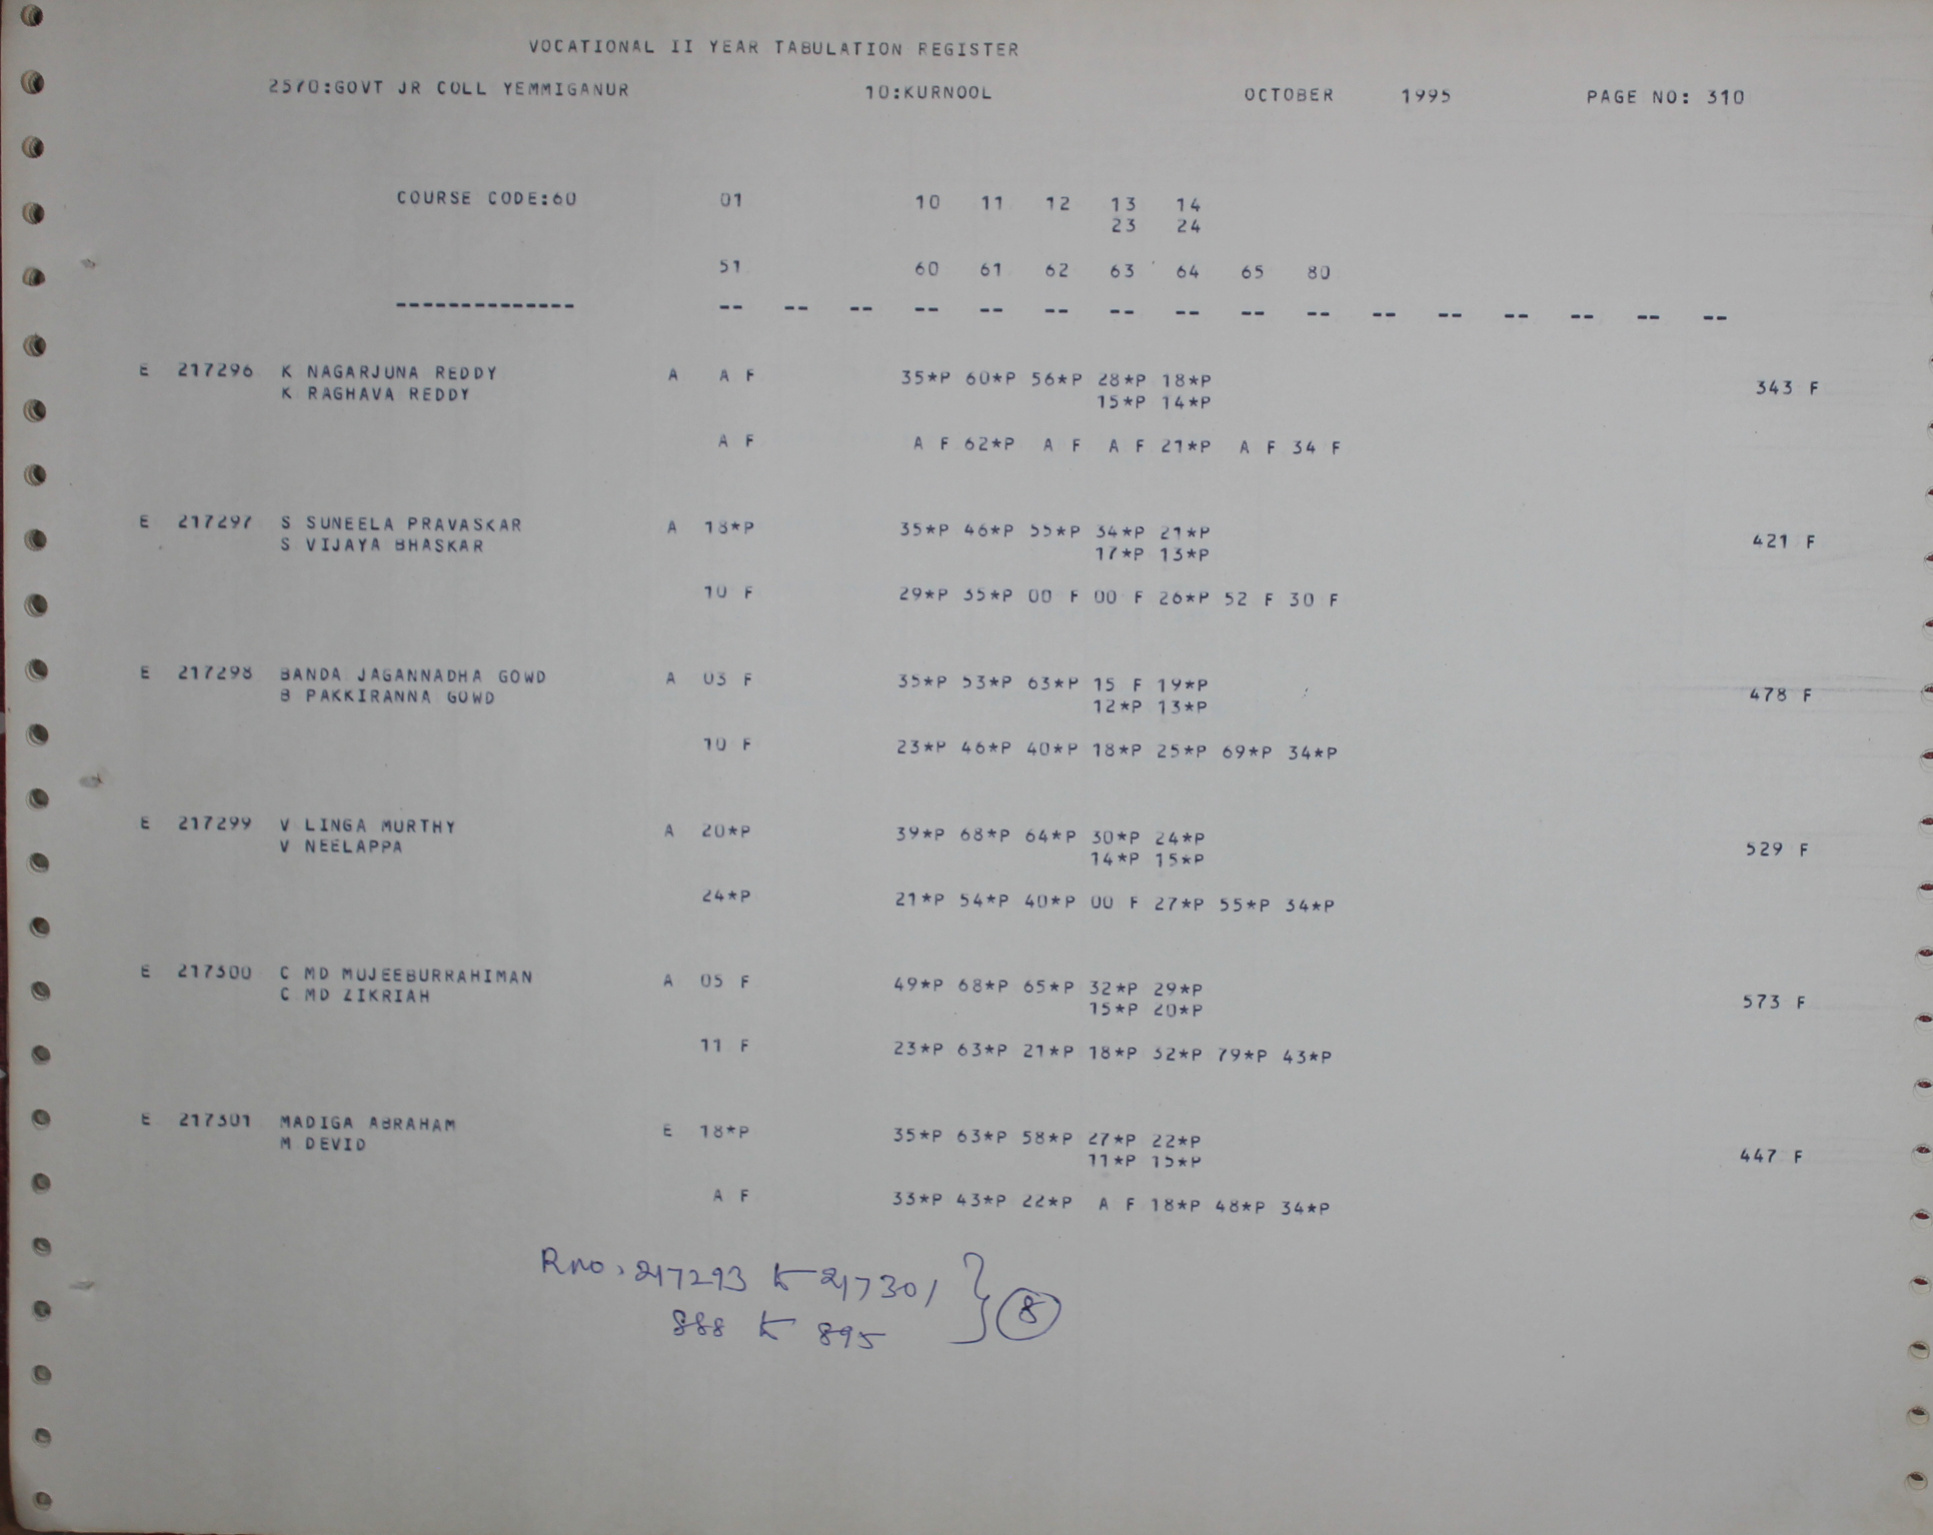 VOCATIONAL II YEAR TABULATION REGISTER
2570:GOVT JR COLL YEMMIGANUR 10:KURNOOL OCTOBER 1995 PAGE NO: 310
COURSE CODE:60 01 10 11 12 13 14
23 24
51 60 61 62 63 64 65 80
-------------- -- -- -- -- -- -- -- -- -- -- -- -- -- -- -- --
E 217296 K NAGARJUNA REDDY A A F 35*P 60*P 56*P 28*P 18*P 343 F
K RAGHAVA REDDY 15*P 14*P
A F A F 62*P A F A F 21*P A F 34 F
E 217297 S SUNEELA PRAVASKAR A 18*P 35*P 46*P 55*P 34*P 21*P 421 F
S VIJAYA BHASKAR 17*P 13*P
10 F 29*P 35*P 00 F 00 F 26*P 52 F 30 F
E 217298 BANDA JAGANNADHA GOWD A 03 F 35*P 53*P 63*P 15 F 19*P 478 F
B PAKKIRANNA GOWD 12*P 13*P
10 F 23*P 46*P 40*P 18*P 25*P 69*P 34*P
E 217299 V LINGA MURTHY A 20*P 39*P 68*P 64*P 30*P 24*P 529 F
V NEELAPPA 14*P 15*P
24*P 21*P 54*P 40*P 00 F 27*P 55*P 34*P
E 217300 C MD MUJEEBURRAHIMAN A 05 F 49*P 68*P 65*P 32*P 29*P 573 F
C MD ZIKRIAH 15*P 20*P
11 F 23*P 63*P 21*P 18*P 32*P 79*P 43*P
E 217301 MADIGA ABRAHAM E 18*P 35*P 63*P 58*P 27*P 22*P 447 F
M DEVID 11*P 15*P
A F 33*P 43*P 22*P A F 18*P 48*P 34*P
Rno. 217293 to 217301
888 to 895 } 8